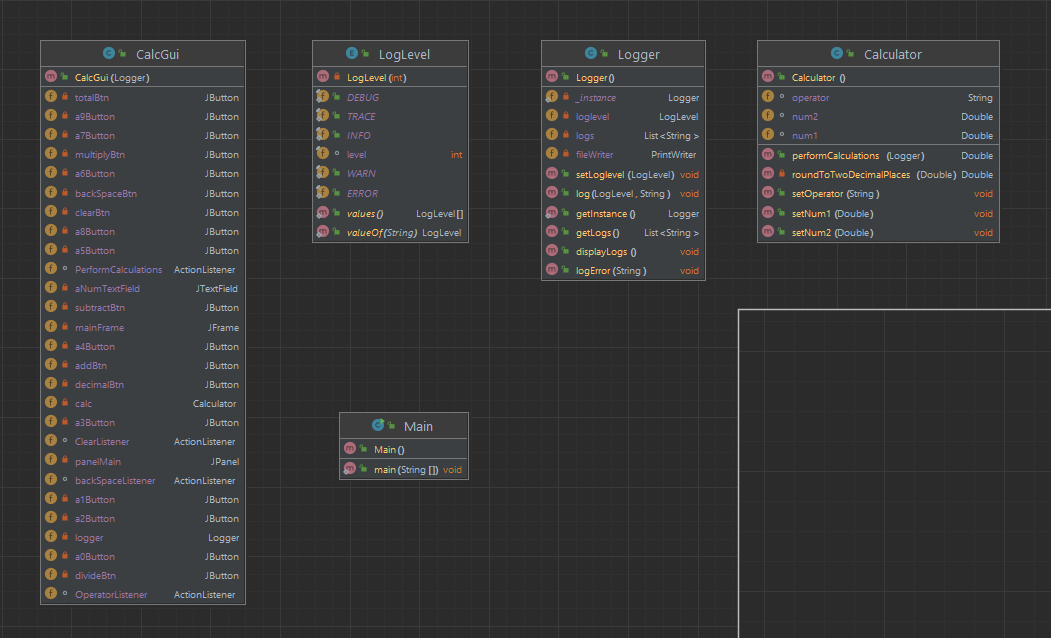 CalcGui
CalcGui (Logger)
totalBtn JButton
a9Button JButton
a7Button JButton
multiplyBtn JButton
a6Button JButton
backSpaceBtn JButton
clearBtn JButton
a8Button JButton
a5Button JButton
PerformCalculations ActionListener
aNumTextField JTextField
subtractBtn JButton
mainFrame JFrame
a4Button JButton
addBtn JButton
decimalBtn JButton
calc Calculator
a3Button JButton
ClearListener ActionListener
panelMain JPanel
backSpaceListener ActionListener
a1Button JButton
a2Button JButton
logger Logger
a0Button JButton
divideBtn JButton
OperatorListener ActionListener
LogLevel
LogLevel (int)
DEBUG
TRACE
INFO
level int
WARN
ERROR
values () LogLevel []
valueOf (String) LogLevel
Logger
Logger ()
_instance Logger
loglevel LogLevel
logs List <String >
fileWriter PrintWriter
setLoglevel (LogLevel) void
log (LogLevel , String ) void
getInstance () Logger
getLogs () List <String >
displayLogs () void
logError (String ) void
Calculator
Calculator ()
operator String
num2 Double
num1 Double
performCalculations (Logger) Double
roundToTwoDecimalPlaces (Double) Double
setOperator (String ) void
setNum1 (Double) void
setNum2 (Double) void
Main
Main ()
main (String []) void